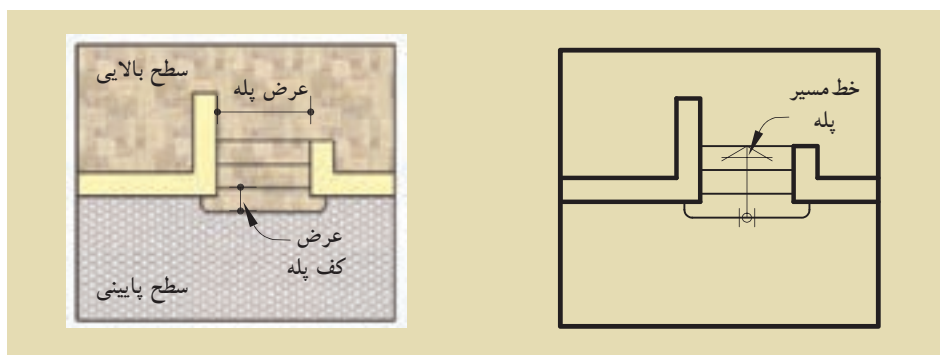 سطح بالایی
عرض پله
عرض
کف پله
سطح پایینی
خط مسیر
پله